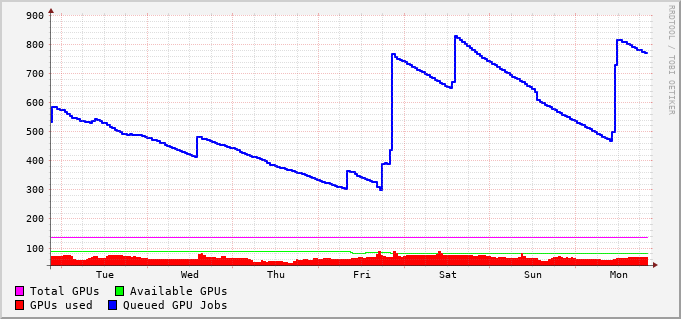 900
800
700
600
500
400
300
200
100
Tue Wed Thu Fri Sat Sun Mon
Total GPUs Available GPUs
GPUs used Queued GPU Jobs
RRDTOOL / TOBI OETIKER